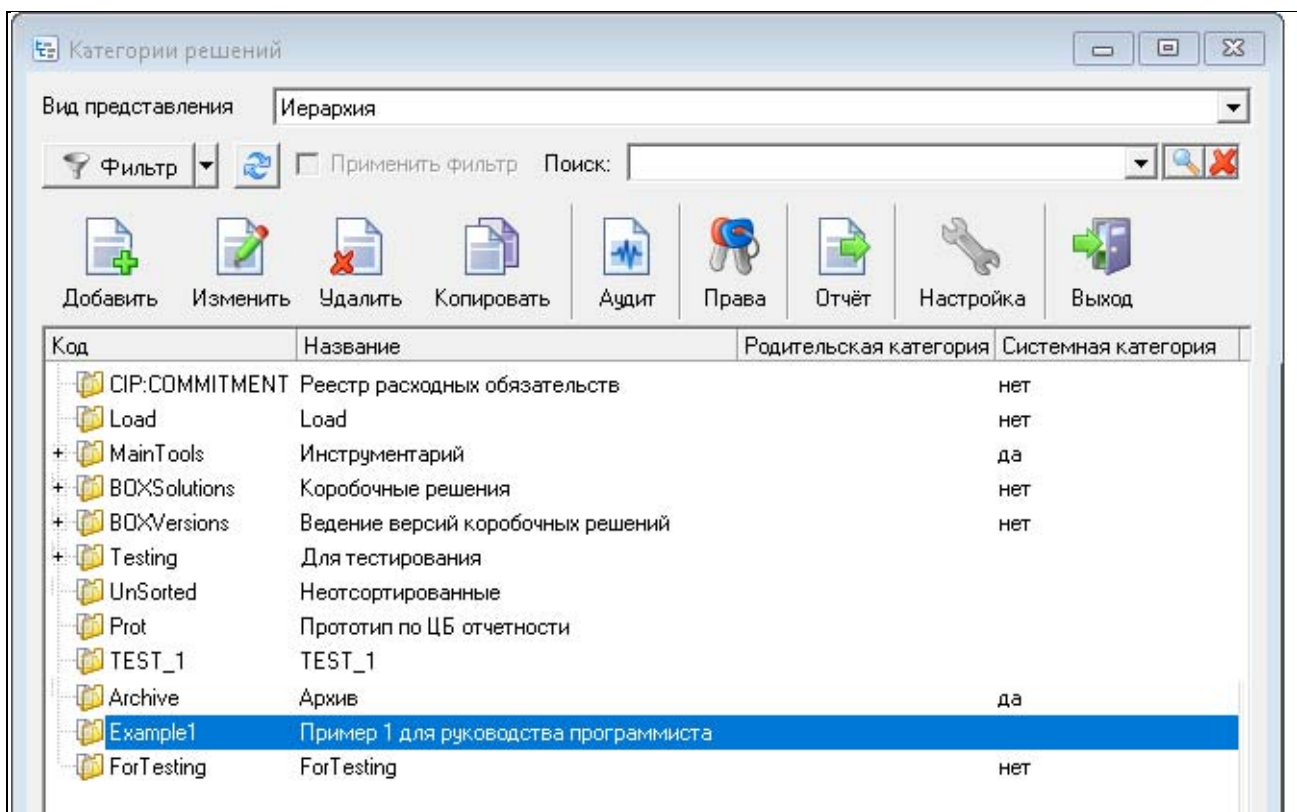 Категории решений
Вид представления Иерархия
Фильтр Применить фильтр Поиск:
Добавить Изменить Удалить Копировать Аудит Права Отчёт Настройка Выход
Код Название Родительская категория Системная категория
CIP:COMMITMENT Реестр расходных обязательств нет
Load Load нет
MainTools Инструментарий да
BOXSolutions Коробочные решения нет
BOXVersions Ведение версий коробочных решений нет
Testing Для тестирования
UnSorted Неотсортированные
Prot Прототип по ЦБ отчетности
TEST_1 TEST_1
Archive Архив да
Example1 Пример 1 для руководства программиста
ForTesting ForTesting нет